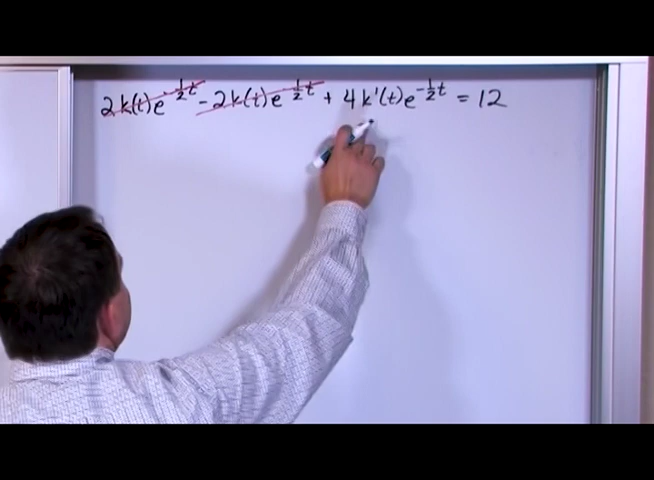 2k(t)e^{-½t} - 2k(t)e^{-½t} + 4k'(t)e^{-½t} = 12